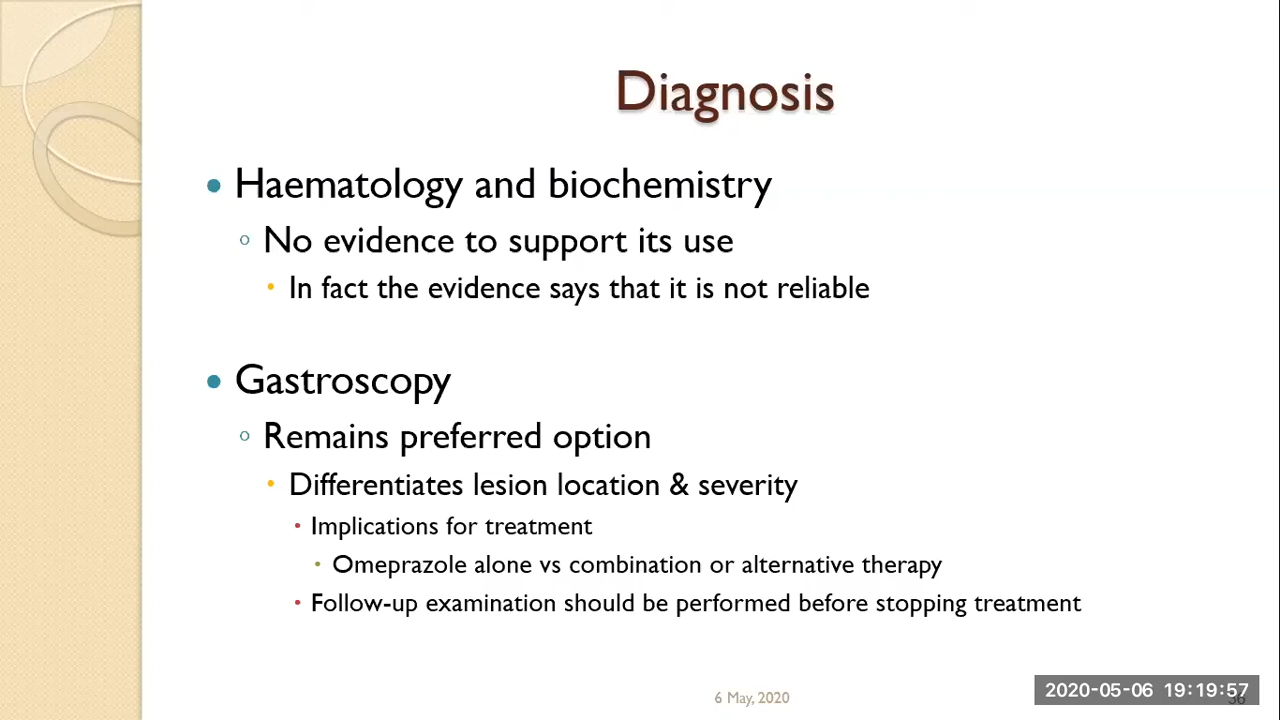 Diagnosis
Haematology and biochemistry
No evidence to support its use
In fact the evidence says that it is not reliable
Gastroscopy
Remains preferred option
Differentiates lesion location & severity
Implications for treatment
Omeprazole alone vs combination or alternative therapy
Follow-up examination should be performed before stopping treatment
6 May, 2020
2020-05-06 19:19:57